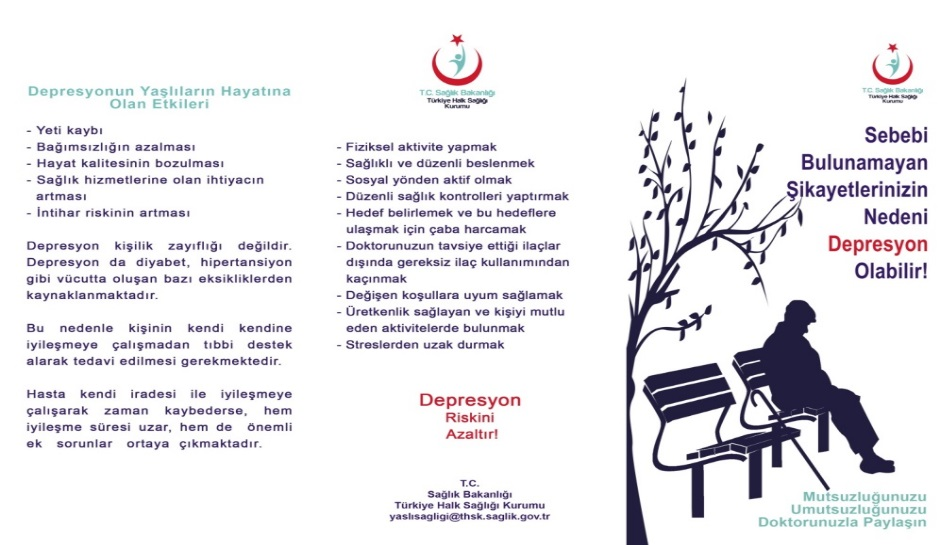 Depresyonun Yaşlıların Hayatına
Olan Etkileri
- Yeti kaybı
- Bağımsızlığın azalması
- Hayat kalitesinin bozulması
- Sağlık hizmetlerine olan ihtiyacın
artması
- İntihar riskinin artması
Depresyon kişilik zayıflığı değildir.
Depresyon da diyabet, hipertansiyon
gibi vücutta oluşan bazı eksikliklerden
kaynaklanmaktadır.
Bu nedenle kişinin kendi kendine
iyileşmeye çalışmadan tıbbi destek
alarak tedavi edilmesi gerekmektedir.
Hasta kendi iradesi ile iyileşmeye
çalışarak zaman kaybederse, hem
iyileşme süresi uzar, hem de önemli
ek sorunlar ortaya çıkmaktadır.
T.C. Sağlık Bakanlığı
Türkiye Halk Sağlığı
Kurumu
- Fiziksel aktivite yapmak
- Sağlıklı ve düzenli beslenmek
- Sosyal yönden aktif olmak
- Düzenli sağlık kontrolleri yaptırmak
- Hedef belirlemek ve bu hedeflere
ulaşmak için çaba harcamak
- Doktorunuzun tavsiye ettiği ilaçlar
dışında gereksiz ilaç kullanımından
kaçınmak
- Değişen koşullara uyum sağlamak
- Üretkenlik sağlayan ve kişiyi mutlu
eden aktivitelerde bulunmak
- Streslerden uzak durmak
Depresyon
Riskini
Azaltır!
T.C.
Sağlık Bakanlığı
Türkiye Halk Sağlığı Kurumu
yaslisagligi@thsk.saglik.gov.tr
T.C. Sağlık Bakanlığı
Türkiye Halk Sağlığı
Kurumu
Sebebi
Bulunamayan
Şikayetlerinizin
Nedeni
Depresyon
Olabilir!
Mutsuzluğunuzu
Umutsuzluğunuzu
Doktorunuzla Paylaşın